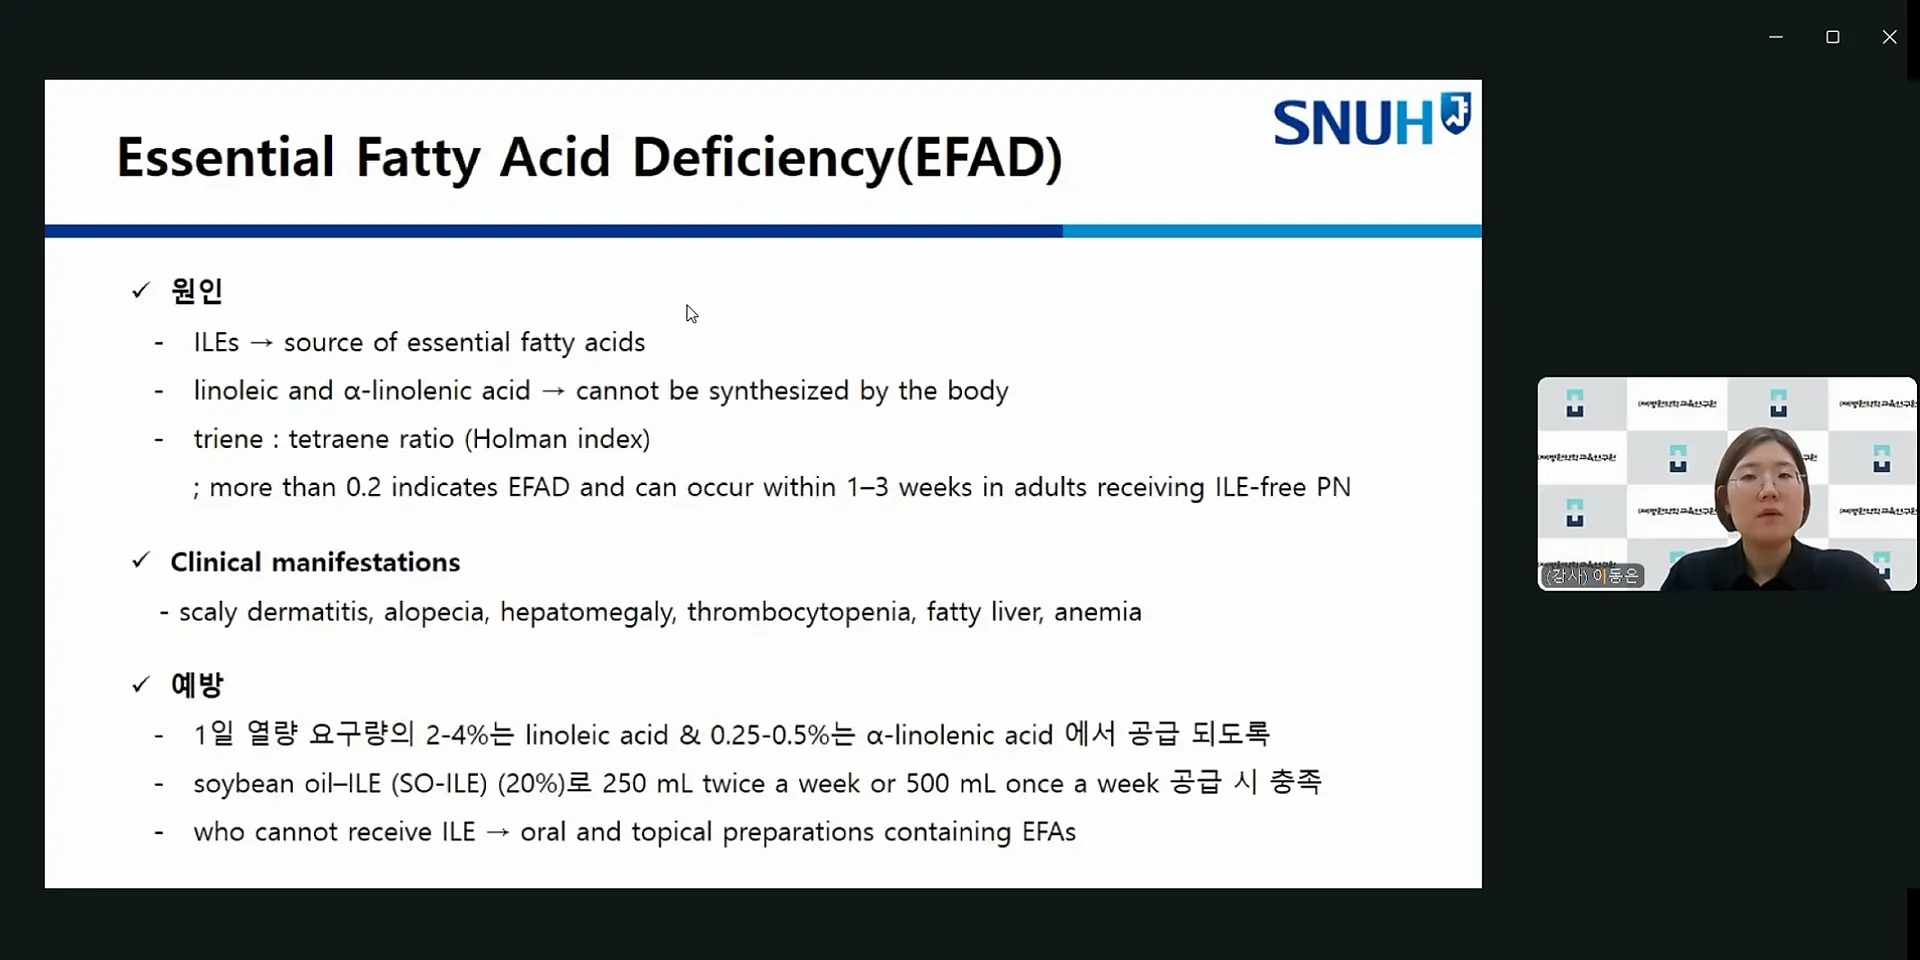 SNUH
Essential Fatty Acid Deficiency(EFAD)
✓ 원인
- ILEs → source of essential fatty acids
- linoleic and α-linolenic acid → cannot be synthesized by the body
- triene : tetraene ratio (Holman index)
; more than 0.2 indicates EFAD and can occur within 1–3 weeks in adults receiving ILE-free PN
✓ Clinical manifestations
- scaly dermatitis, alopecia, hepatomegaly, thrombocytopenia, fatty liver, anemia
✓ 예방
- 1일 열량 요구량의 2-4%는 linoleic acid & 0.25-0.5%는 α-linolenic acid 에서 공급 되도록
- soybean oil–ILE (SO-ILE) (20%)로 250 mL twice a week or 500 mL once a week 공급 시 충족
- who cannot receive ILE → oral and topical preparations containing EFAs
(강사) 이동은